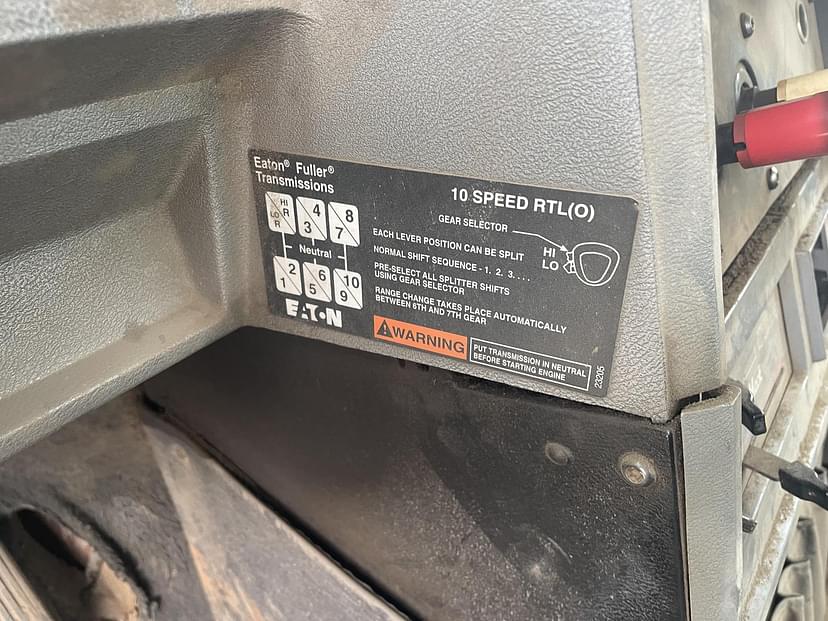 Eaton® Fuller®
Transmissions
10 SPEED RTL(O)
GEAR SELECTOR
HI
LO
EACH LEVER POSITION CAN BE SPLIT
NORMAL SHIFT SEQUENCE - 1. 2. 3. . . .
PRE-SELECT ALL SPLITTER SHIFTS
USING GEAR SELECTOR
RANGE CHANGE TAKES PLACE AUTOMATICALLY
BETWEEN 6TH AND 7TH GEAR
HI R
LO R
4
3
8
7
Neutral
2
1
6
5
10
9
EATON
WARNING
PUT TRANSMISSION IN NEUTRAL
BEFORE STARTING ENGINE
23205